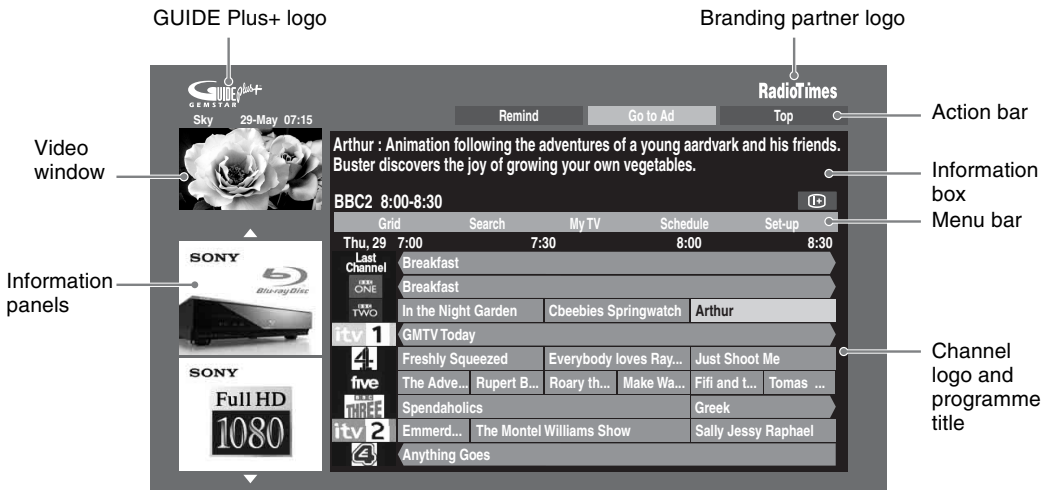 GUIDE Plus+ logo
Branding partner logo
GUIDE plus+
GEMSTAR
RadioTimes
Action bar
Remind Go to Ad Top
Sky 29-May 07:15
Video
window
Arthur : Animation following the adventures of a young aardvark and his friends.
Buster discovers the joy of growing your own vegetables.
Information
box
BBC2 8:00-8:30
Menu bar
Grid Search My TV Schedule Set-up
Thu, 29 7:00 7:30 8:00 8:30
Information
panels
SONY
Blu-ray Disc
SONY
Full HD
1080
Last
Channel Breakfast
BBC ONE Breakfast
BBC TWO In the Night Garden Cbeebies Springwatch Arthur
itv 1 GMTV Today
4 Freshly Squeezed Everybody loves Ray... Just Shoot Me
five The Adve... Rupert B... Roary th... Make Wa... Fifi and t... Tomas ...
BBC THREE Spendaholics Greek
itv 2 Emmerd... The Montel Williams Show Sally Jessy Raphael
4 Anything Goes
Channel
logo and
programme
title